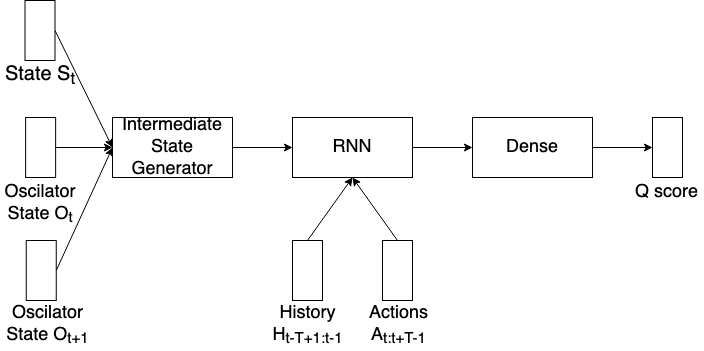 State St
Intermediate
State
Generator
RNN
Dense
Oscilator
State Ot
Q score
Oscilator
State Ot+1
History
Ht-T+1:t-1
Actions
At:t+T-1